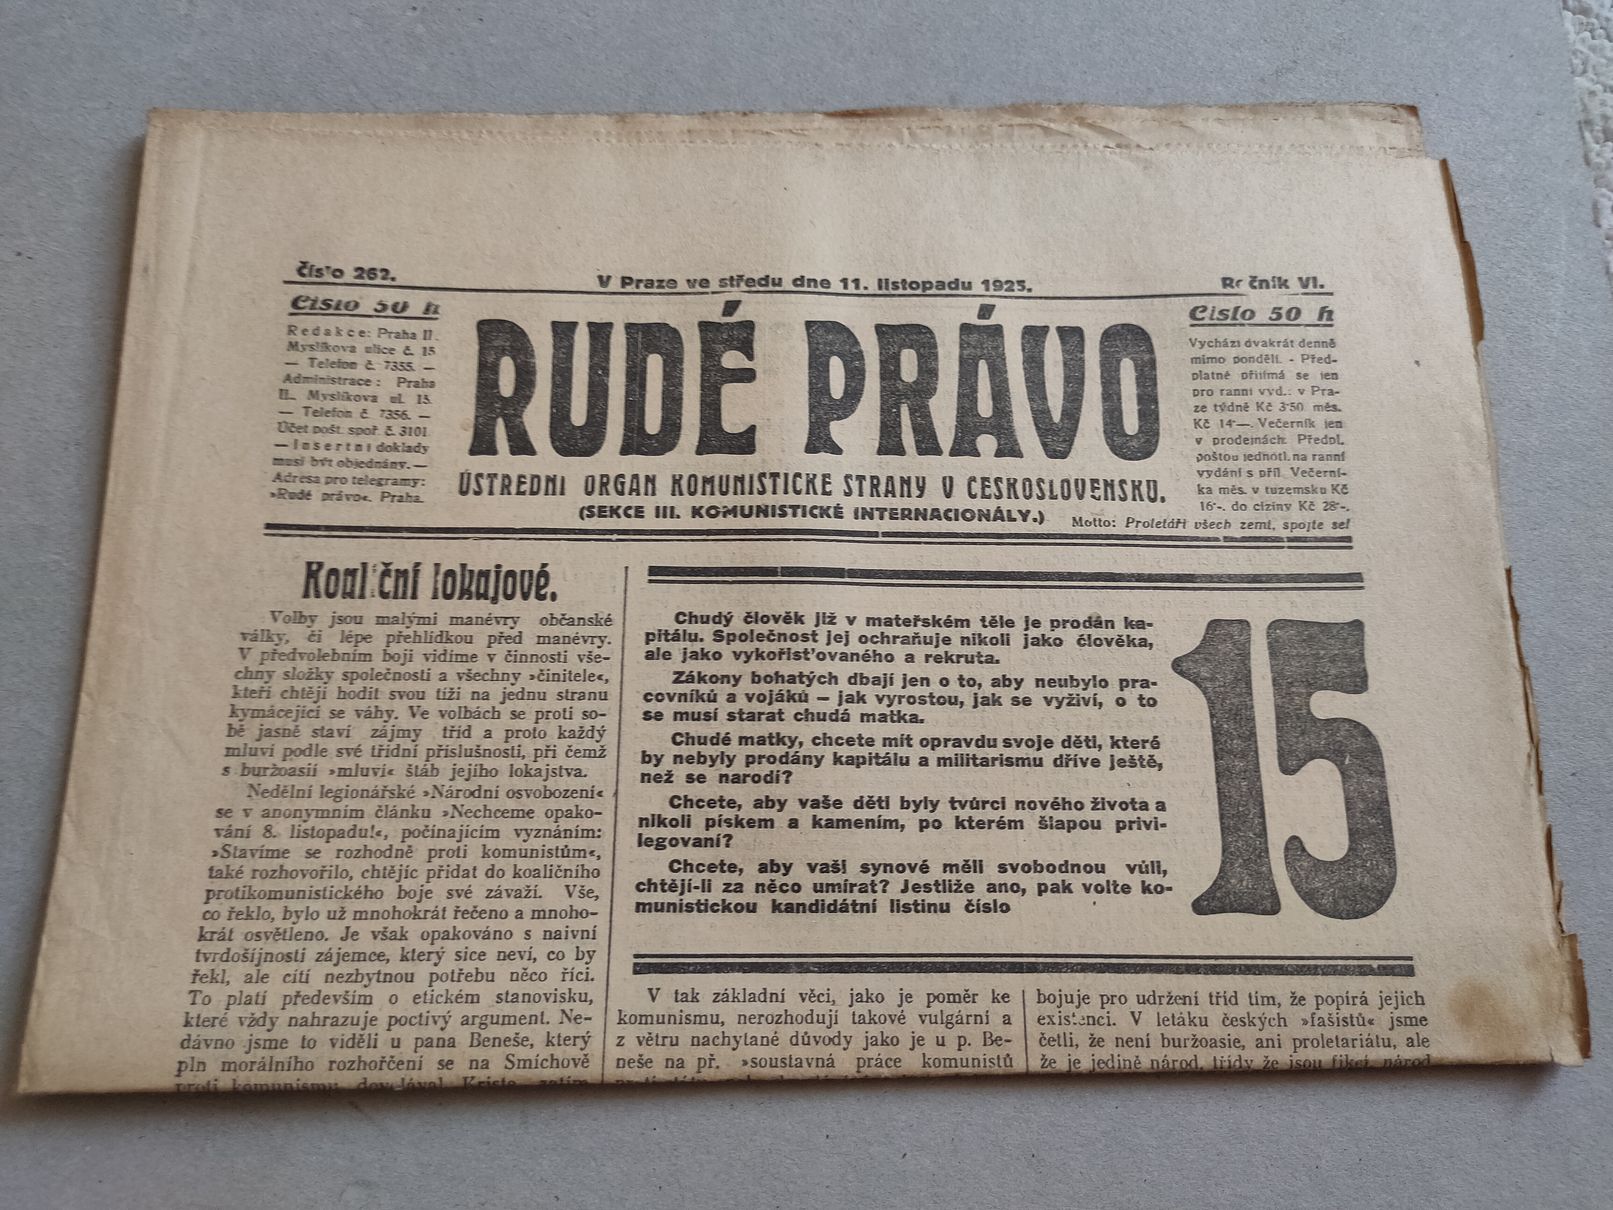 Číslo 262.
V Praze ve středu dne 11. listopadu 1925.
Ročník VI.
Cislo 50 h
Redakce: Praha II.
Myslíkova ulice č. 15
— Telefon č. 7355. —
Administrace: Praha
II., Myslíkova ul. 15.
— Telefon č. 7356. —
Účet pošt. spoř. č. 3101
— Insertní doklady
musí být objednány. —
Adresa pro telegramy:
»Rudé právo«, Praha.
RUDÉ PRÁVO
ÚSTREDNI ORGAN KOMUNISTICKE STRANY V CESKOSLOVENSKU.
(SEKCE III. KOMUNISTICKÉ INTERNACIONÁLY.)
Motto: Proletáři všech zemí, spojte se!
Cislo 50 h
Vychází dvakrát denně
mimo pondělí. - Před-
platné přijímá se jen
pro ranní vyd.: v Pra-
ze týdně Kč 3·50, měs.
Kč 14·—. Večerník jen
v prodejnách. Předpl.
poštou jednotl. na ranní
vydání s příl. Večerní-
ka měs. v tuzemsku Kč
16·-. do ciziny Kč 28·-.
Koaliční lokajové.
Volby jsou malými manévry občanské
války, či lépe přehlídkou před manévry.
V předvolebním boji vidíme v činnosti vše-
chny složky společnosti a všechny »činitele«,
kteří chtějí hodit svou tíži na jednu stranu
kymácející se váhy. Ve volbách se proti so-
bě jasně staví zájmy tříd a proto každý
mluví podle své třídní příslušnosti, při čemž
s buržoasií »mluví« štáb jejího lokajstva.
Nedělní legionářské »Národní osvobození«
se v anonymním článku »Nechceme opako-
vání 8. listopadu!«, počínajícím vyznáním:
»Stavíme se rozhodně proti komunistům«,
také rozhovořilo, chtějíc přidat do koaličního
protikomunistického boje své závaží. Vše,
co řeklo, bylo už mnohokrát řečeno a mnoho-
krát osvětleno. Je však opakováno s naivní
tvrdošíjností zájemce, který sice neví, co by
řekl, ale cítí nezbytnou potřebu něco říci.
To platí především o etickém stanovisku,
které vždy nahrazuje poctivý argument. Ne-
dávno jsme to viděli u pana Beneše, který
pln morálního rozhořčení se na Smíchově
proti komunismu dovolával Krista, zatím
Chudý člověk již v mateřském těle je prodán ka-
pitálu. Společnost jej ochraňuje nikoli jako člověka,
ale jako vykořisťovaného a rekruta.
Zákony bohatých dbají jen o to, aby neubylo pra-
covníků a vojáků — jak vyrostou, jak se vyživí, o to
se musí starat chudá matka.
Chudé matky, chcete mít opravdu svoje děti, které
by nebyly prodány kapitálu a militarismu dříve ještě,
než se narodí?
Chcete, aby vaše děti byly tvůrci nového života a
nikoli pískem a kamením, po kterém šlapou privi-
legovaní?
Chcete, aby vaši synové měli svobodnou vůli,
chtějí-li za něco umírat? Jestliže ano, pak volte ko-
munistickou kandidátní listinu číslo
15
V tak základní věci, jako je poměr ke
komunismu, nerozhodují takové vulgární a
z větru nachytané důvody jako je u p. Be-
neše na př. »soustavná práce komunistů
bojuje pro udržení tříd tím, že popírá jejich
existenci. V letáku českých »fašistů« jsme
četli, že není buržoasie, ani proletariátu, ale
že je jedině národ, třídy že jsou fikcí, národ